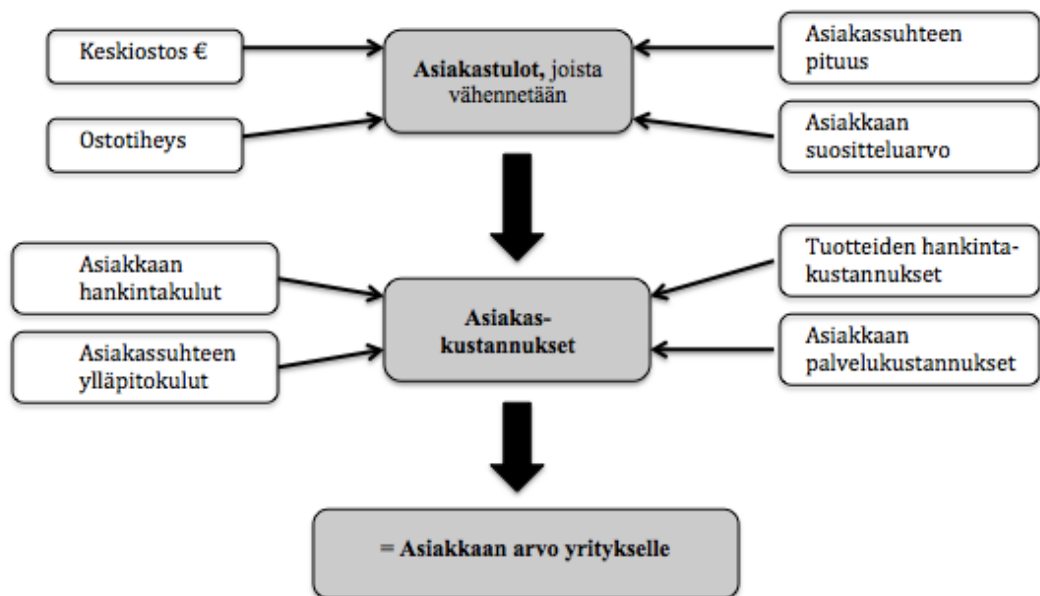 Keskiostos €
Ostotiheys
Asiakastulot, joista
vähennetään
Asiakassuhteen
pituus
Asiakkaan
suositteluarvo
Asiakkaan
hankintakulut
Asiakassuhteen
ylläpitokulut
Asiakas-
kustannukset
Tuotteiden hankinta-
kustannukset
Asiakkaan
palvelukustannukset
= Asiakkaan arvo yritykselle